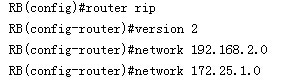 RB(config)#router rip
RB(config-router)#version 2
RB(config-router)#network 192.168.2.0
RB(config-router)#network 172.25.1.0